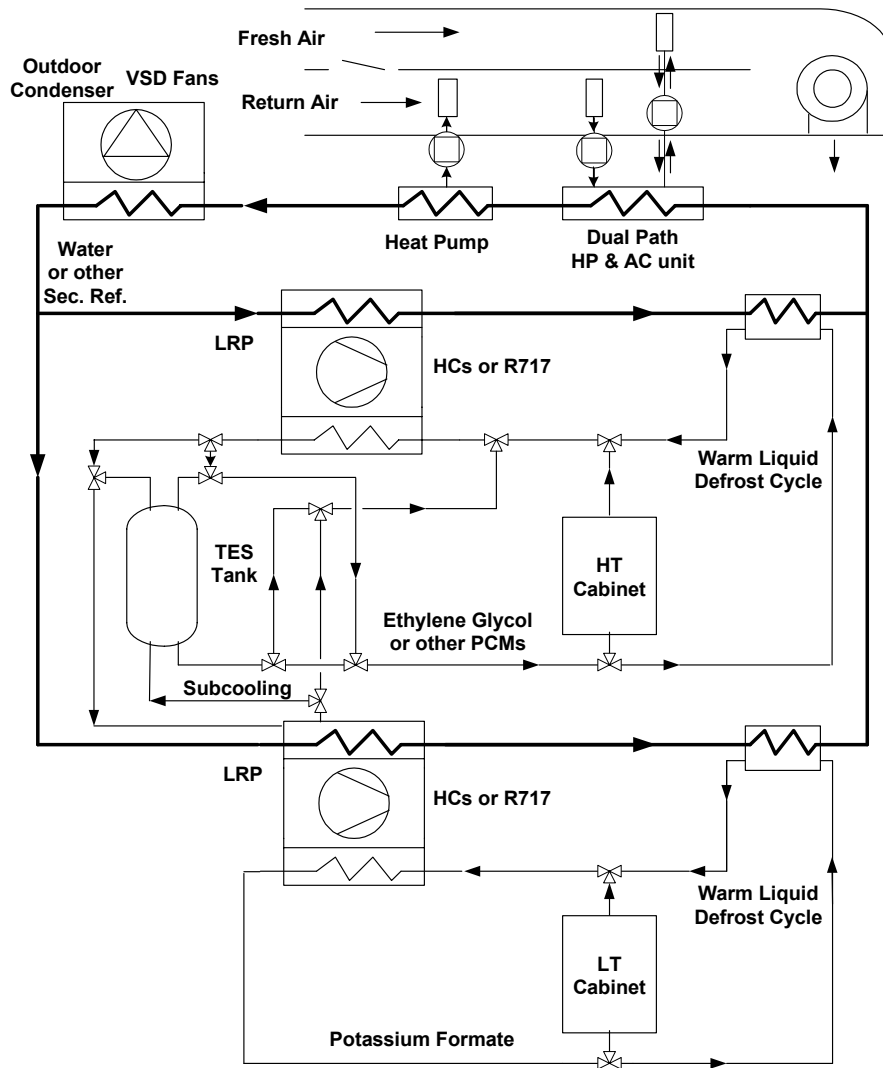 Fresh Air
Outdoor
Condenser
VSD Fans
Return Air
Heat Pump
Dual Path
HP & AC unit
Water
or other
Sec. Ref.
LRP
HCs or R717
Warm Liquid
Defrost Cycle
TES
Tank
HT
Cabinet
Ethylene Glycol
or other PCMs
Subcooling
LRP
HCs or R717
Warm Liquid
Defrost Cycle
LT
Cabinet
Potassium Formate